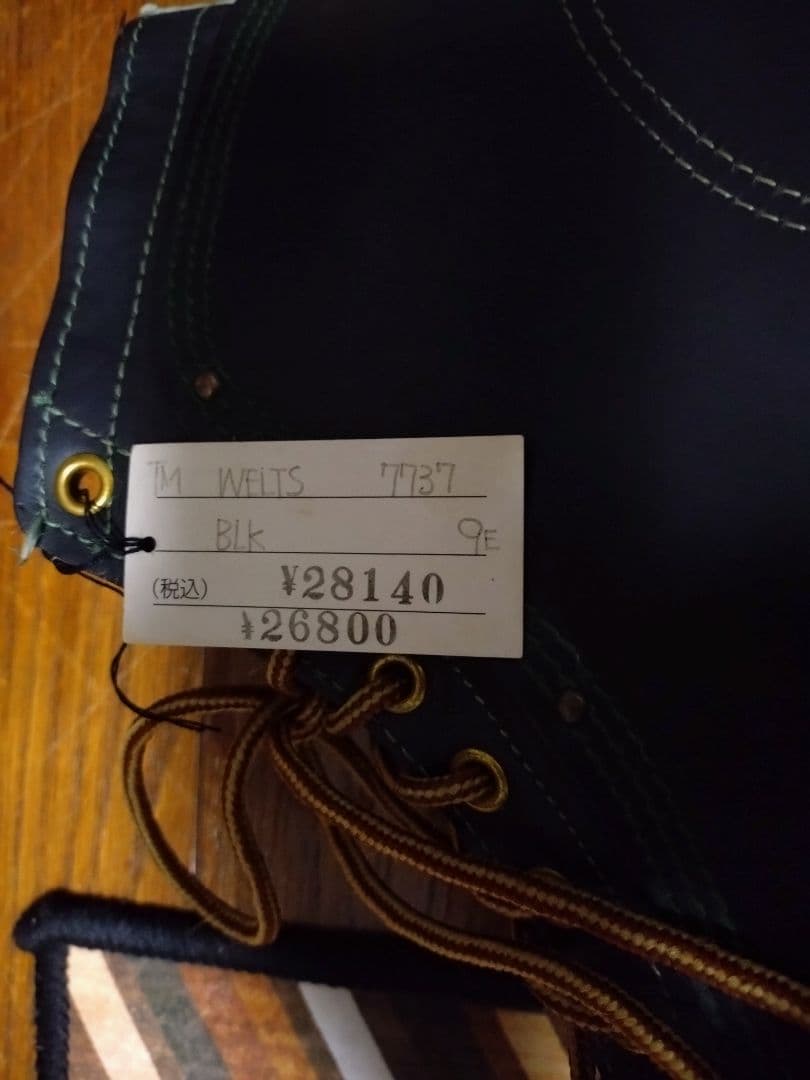 TM WELTS 7737
BLK 9E
(税込) ¥28140
¥26800